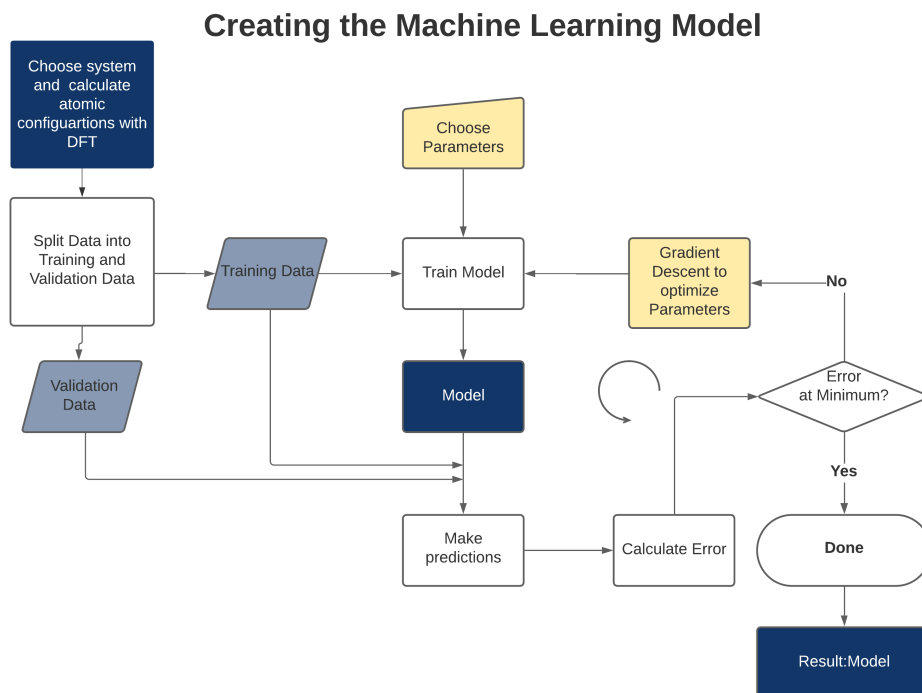 Creating the Machine Learning Model
Choose system
and calculate
atomic
configuartions with
DFT
Choose
Parameters
Split Data into
Training and
Validation Data
Training Data
Train Model
Gradient
Descent to
optimize
Parameters
No
Validation
Data
Model
Error
at Minimum?
Yes
Make
predictions
Calculate Error
Done
Result:Model